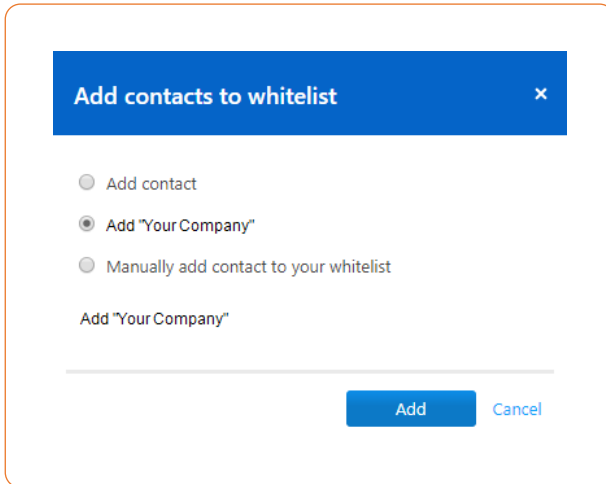 Add contacts to whitelist ×
Add contact
Add "Your Company"
Manually add contact to your whitelist
Add "Your Company"
Add Cancel